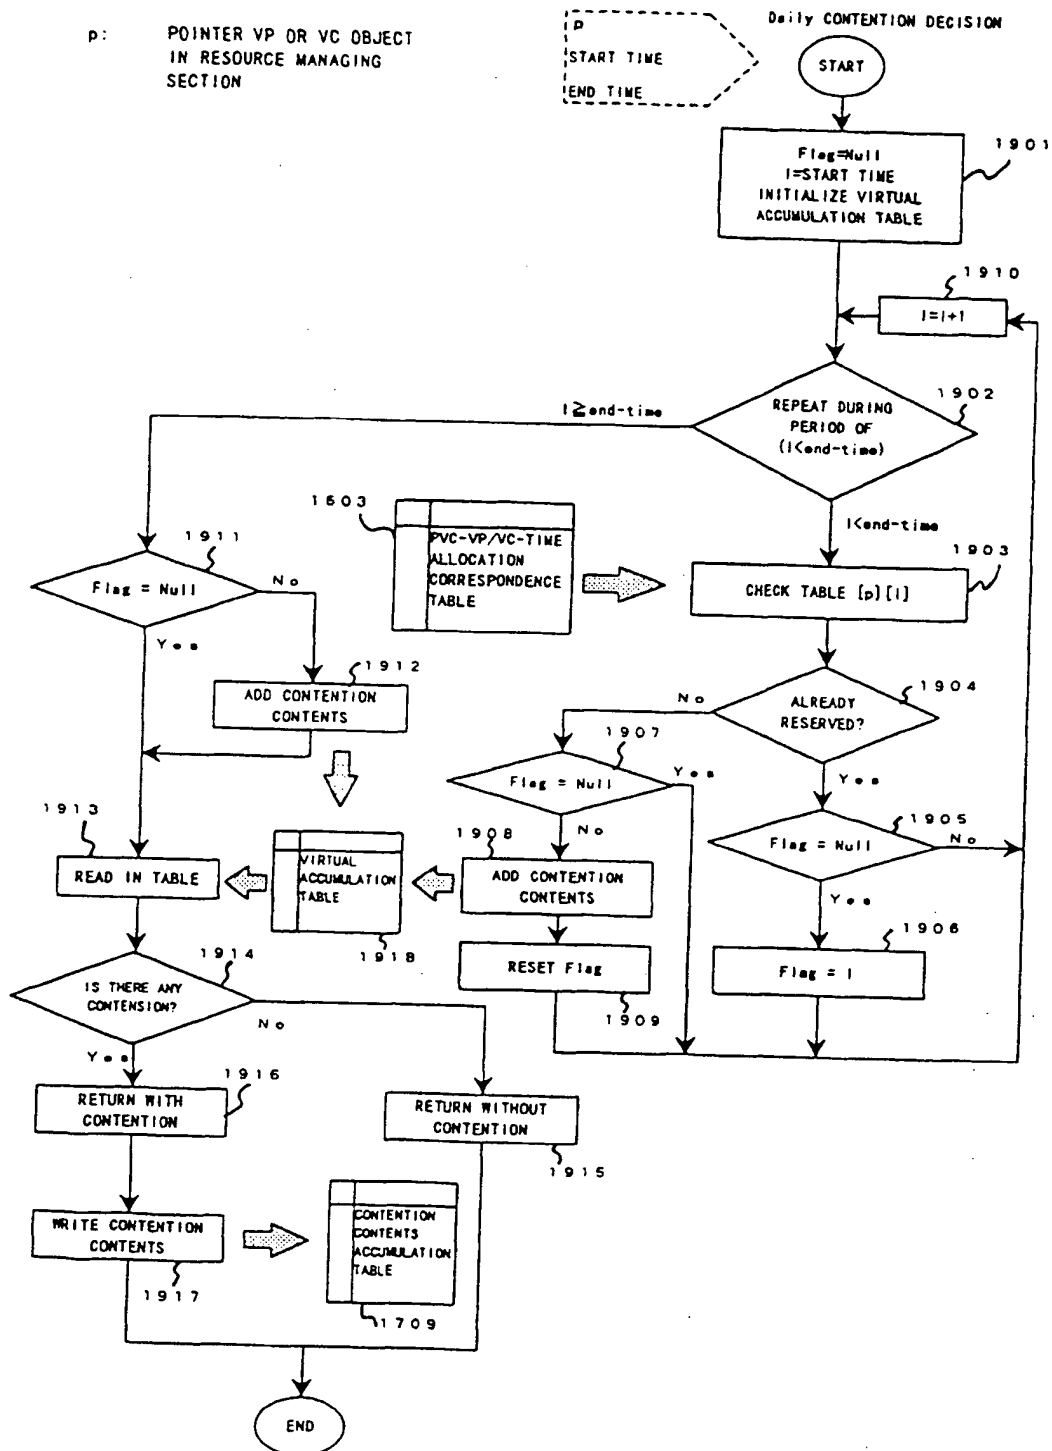 p: POINTER VP OR VC OBJECT
IN RESOURCE MANAGING
SECTION
P
START TIME
END TIME
Daily CONTENTION DECISION
START
1901
Flag=Null
I=START TIME
INITIALIZE VIRTUAL
ACCUMULATION TABLE
1910
I=I+1
1902
REPEAT DURING
PERIOD OF
(I<end-time)
I≧end-time
I<end-time
1603
PVC-VP/VC-TIME
ALLOCATION
CORRESPONDENCE
TABLE
1903
CHECK TABLE [p][I]
1911
Flag = Null
No
Yes
1912
ADD CONTENTION
CONTENTS
1904
ALREADY
RESERVED?
No
Yes
1907
Flag = Null
Yes
No
1905
Flag = Null
No
Yes
1913
READ IN TABLE
VIRTUAL
ACCUMULATION
TABLE
1918
1908
ADD CONTENTION
CONTENTS
RESET Flag
1909
1906
Flag = I
1914
IS THERE ANY
CONTENSION?
No
Yes
1916
RETURN WITH
CONTENTION
RETURN WITHOUT
CONTENTION
1915
WRITE CONTENTION
CONTENTS
1917
CONTENTION
CONTENTS
ACCUMULATION
TABLE
1709
END